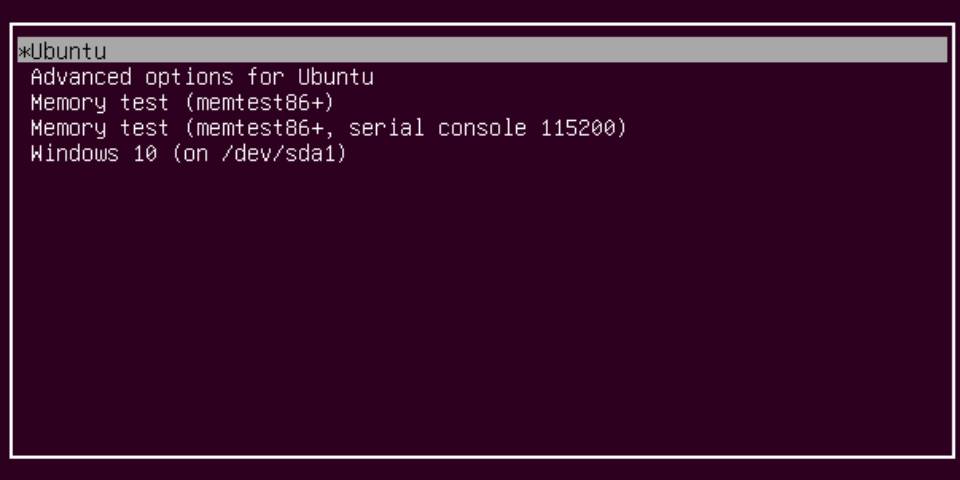 *Ubuntu
Advanced options for Ubuntu
Memory test (memtest86+)
Memory test (memtest86+, serial console 115200)
Windows 10 (on /dev/sda1)